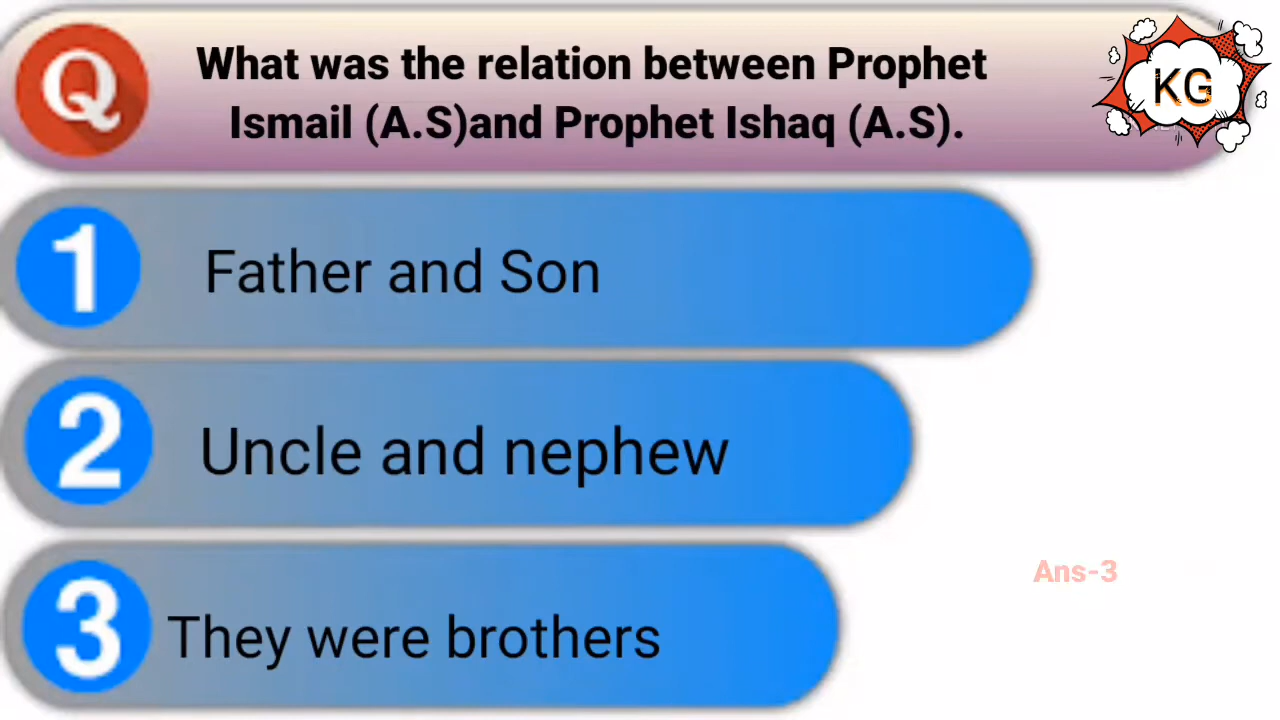 Q
What was the relation between Prophet
Ismail (A.S)and Prophet Ishaq (A.S).
KG
1
Father and Son
2
Uncle and nephew
3
They were brothers
Ans-3